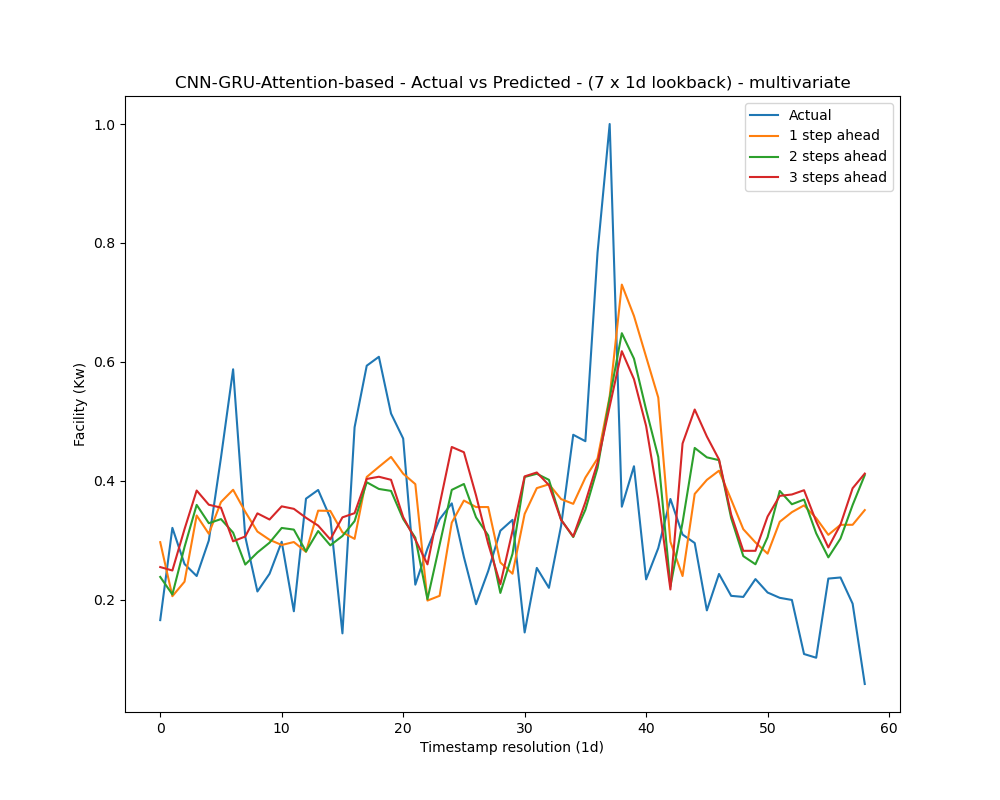 CNN-GRU-Attention-based - Actual vs Predicted - (7 x 1d lookback) - multivariate
Actual
1 step ahead
2 steps ahead
3 steps ahead
1.0
0.8
0.6
0.4
0.2
Facility (Kw)
0 10 20 30 40 50 60
Timestamp resolution (1d)